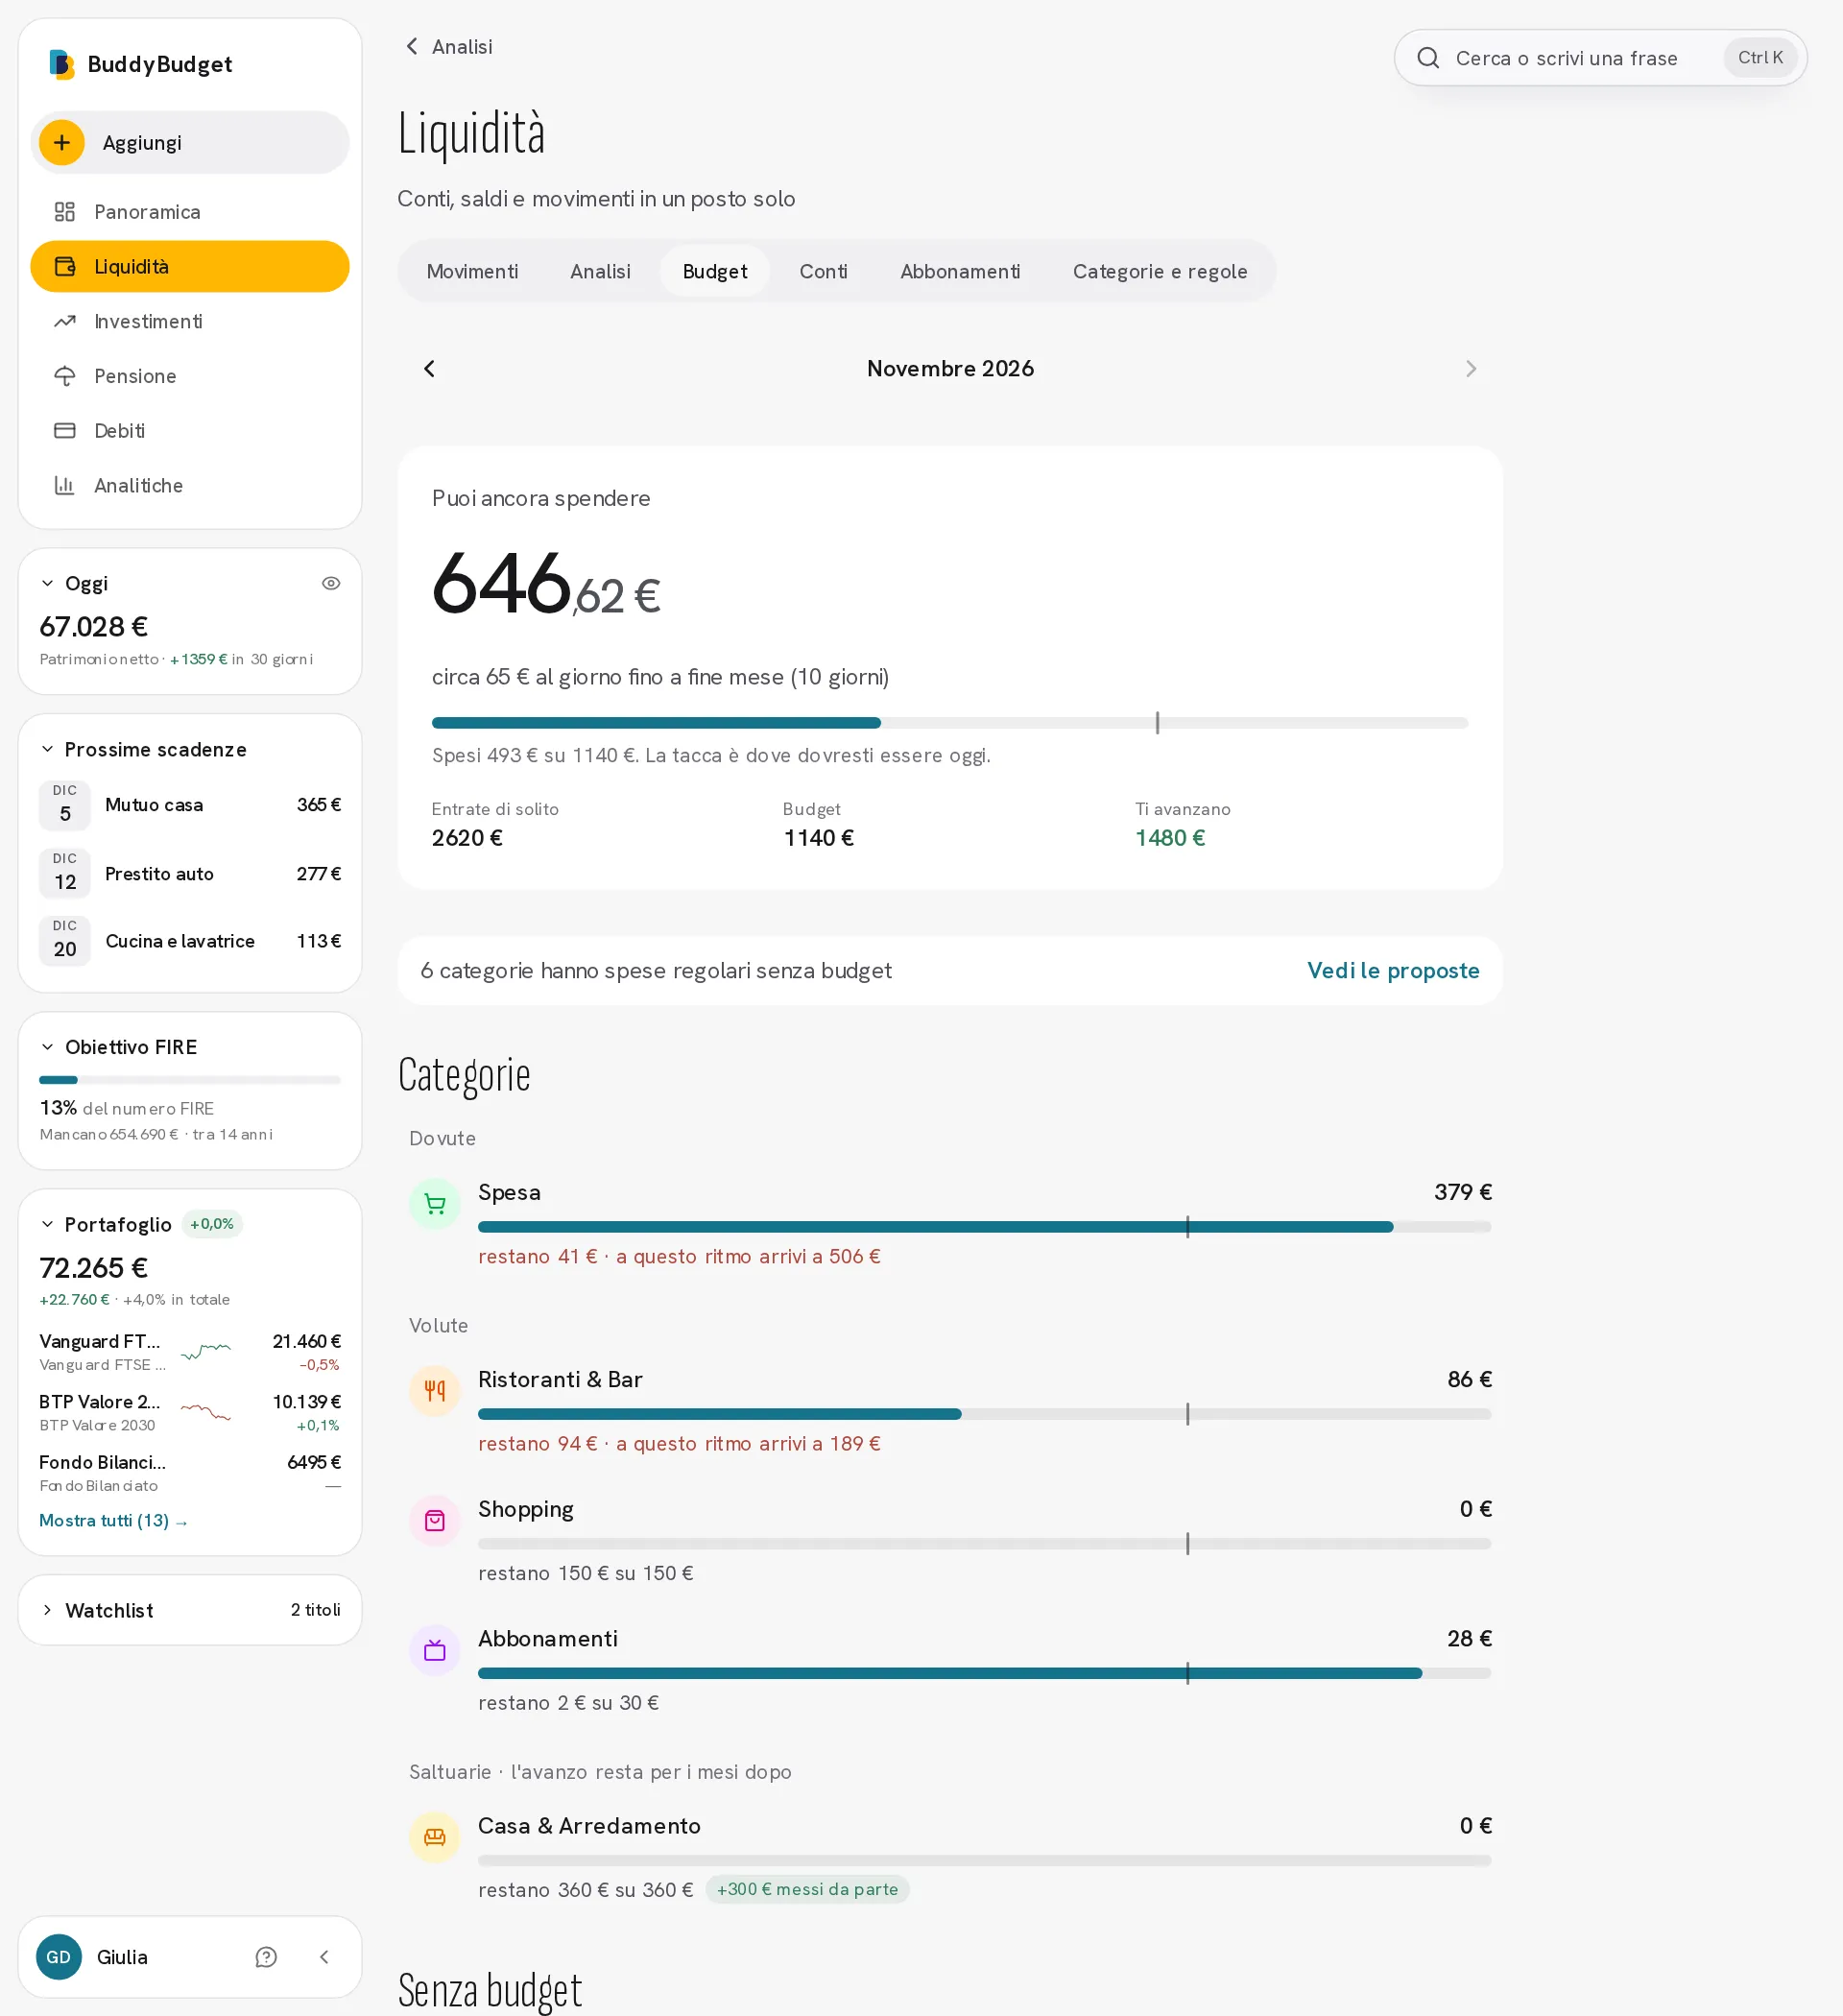 BuddyBudget
Aggiungi
Panoramica
Liquidità
Investimenti
Pensione
Debiti
Analitiche
Oggi
67.028 €
Patrimonio netto · +1359 € in 30 giorni
Prossime scadenze
DIC
5
Mutuo casa
365 €
DIC
12
Prestito auto
277 €
DIC
20
Cucina e lavatrice
113 €
Obiettivo FIRE
13% del numero FIRE
Mancano 654.690 € · tra 14 anni
Portafoglio
+0,0%
72.265 €
+22.760 € · +4,0% in totale
Vanguard FT...
21.460 €
Vanguard FTSE ...
−0,5%
BTP Valore 2...
10.139 €
BTP Valore 2030
+0,1%
Fondo Bilanci...
6495 €
Fondo Bilanciato
—
Mostra tutti (13) →
Watchlist
2 titoli
GD
Giulia
Analisi
Cerca o scrivi una frase
Ctrl K
Liquidità
Conti, saldi e movimenti in un posto solo
Movimenti
Analisi
Budget
Conti
Abbonamenti
Categorie e regole
Novembre 2026
Puoi ancora spendere
646,62 €
circa 65 € al giorno fino a fine mese (10 giorni)
Spesi 493 € su 1140 €. La tacca è dove dovresti essere oggi.
Entrate di solito
2620 €
Budget
1140 €
Ti avanzano
1480 €
6 categorie hanno spese regolari senza budget
Vedi le proposte
Categorie
Dovute
Spesa
379 €
restano 41 € · a questo ritmo arrivi a 506 €
Volute
Ristoranti & Bar
86 €
restano 94 € · a questo ritmo arrivi a 189 €
Shopping
0 €
restano 150 € su 150 €
Abbonamenti
28 €
restano 2 € su 30 €
Saltuarie · l'avanzo resta per i mesi dopo
Casa & Arredamento
0 €
restano 360 € su 360 €
+300 € messi da parte
Senza budget